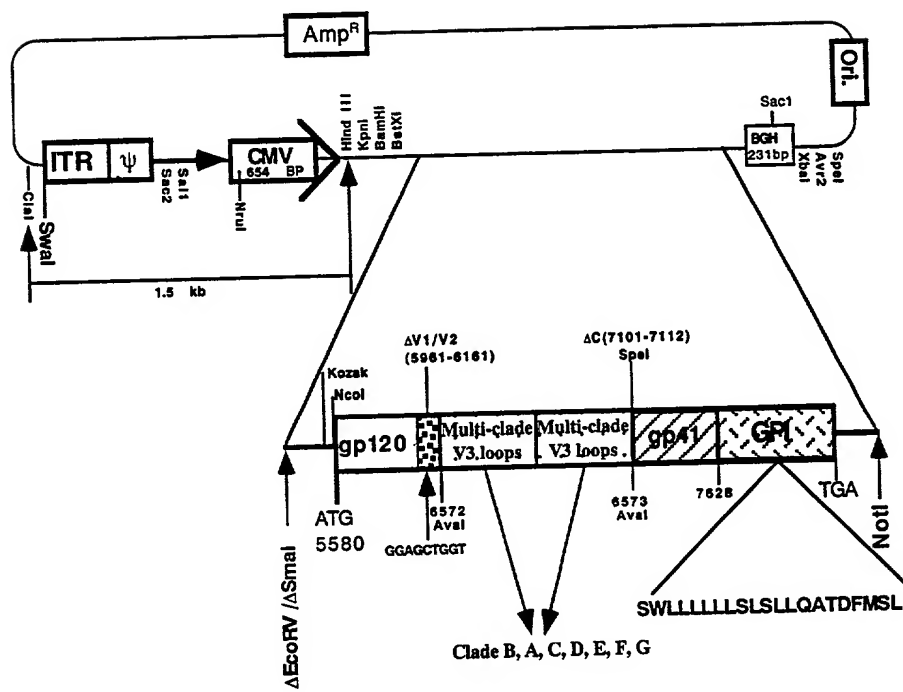 Amp^R
Ori.
Sac1
Hind III
KpnI
BamHI
BstXI
BGH
231bp
XbaI
Avr2
SpeI
ITR
ψ
CMV
654 BP
Sac2
Sal1
NruI
ClaI
SwaI
1.5 kb
ΔV1/V2
(5961-6161)
ΔC(7101-7112)
SpeI
Kozak
NcoI
gp120
Multi-clade
V3 loops
Multi-clade
V3 loops .
gp41
GPI
ATG
5580
6572
AvaI
6573
AvaI
7628
TGA
NotI
GGAGCTGGT
SWLLLLLLSLSLLQATDFMSL
ΔEcoRV /ΔSmaI
Clade B, A, C, D, E, F, G